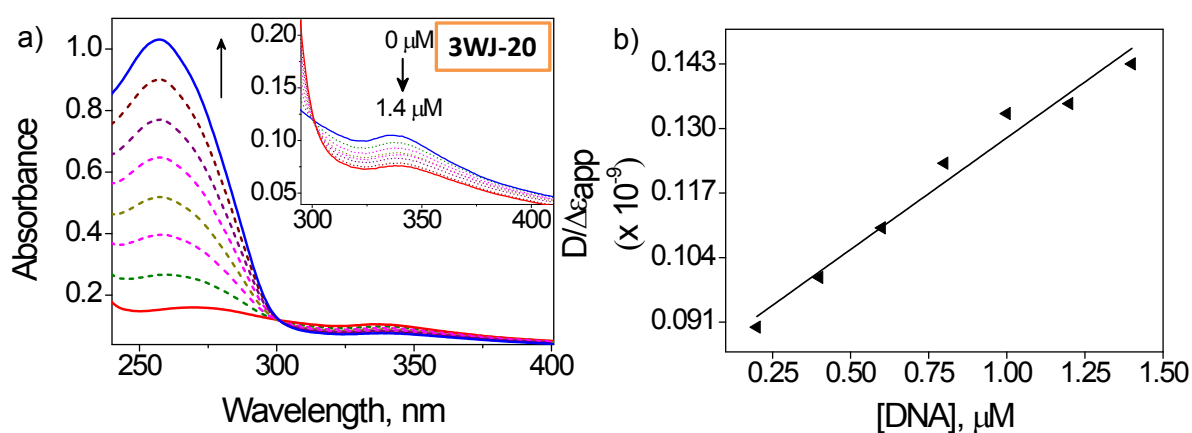 a)
Absorbance
1.0
0.8
0.6
0.4
0.2
250
300
350
400
Wavelength, nm
0.20
0.15
0.10
0.05
300
350
400
0 μM
1.4 μM
3WJ-20
b)
D/Δεapp
(x 10⁻⁹)
0.143
0.130
0.117
0.104
0.091
0.25
0.50
0.75
1.00
1.25
1.50
[DNA], μM